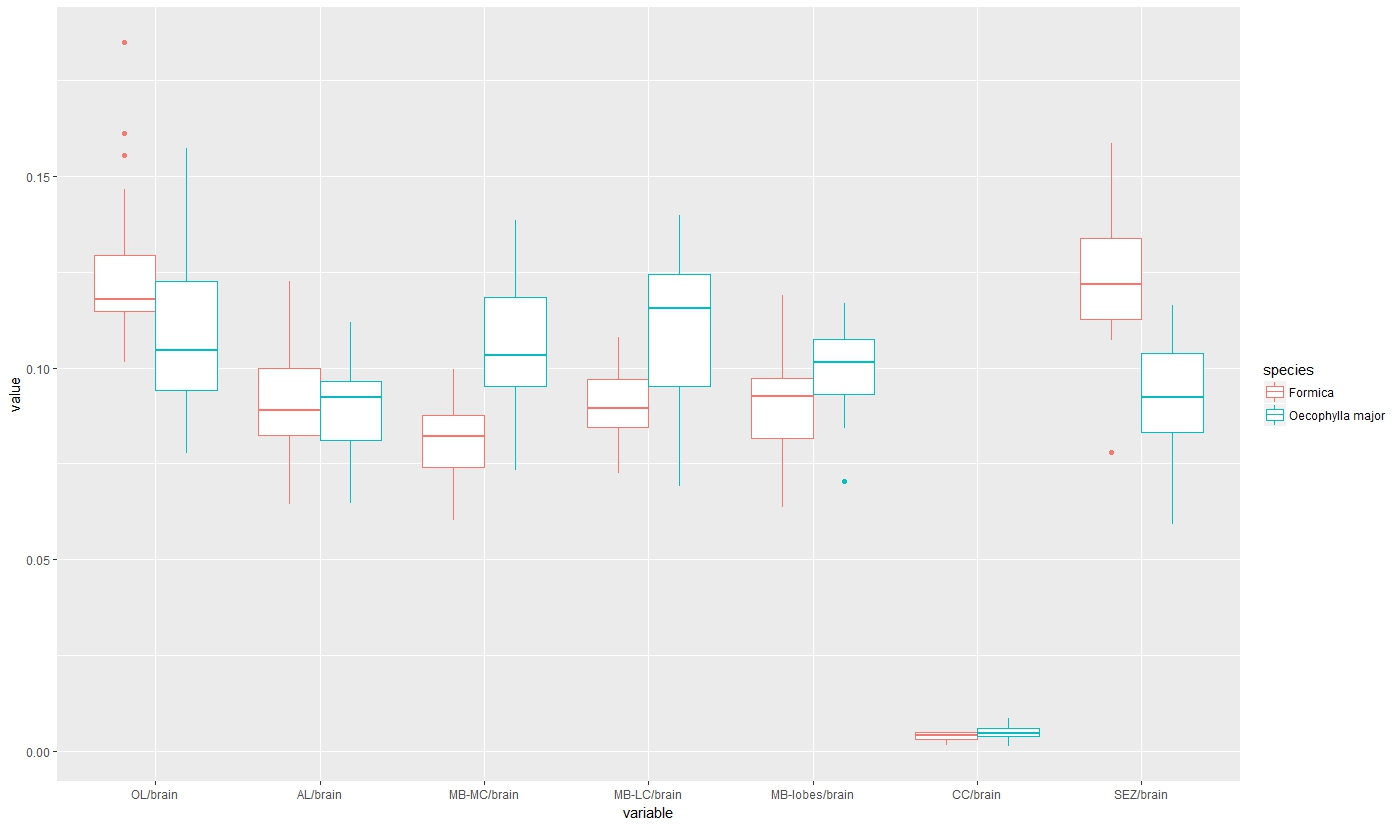 value
0.15
0.10
0.05
0.00
OL/brain AL/brain MB-MC/brain MB-LC/brain MB-lobes/brain CC/brain SEZ/brain
variable
species
Formica
Oecophylla major